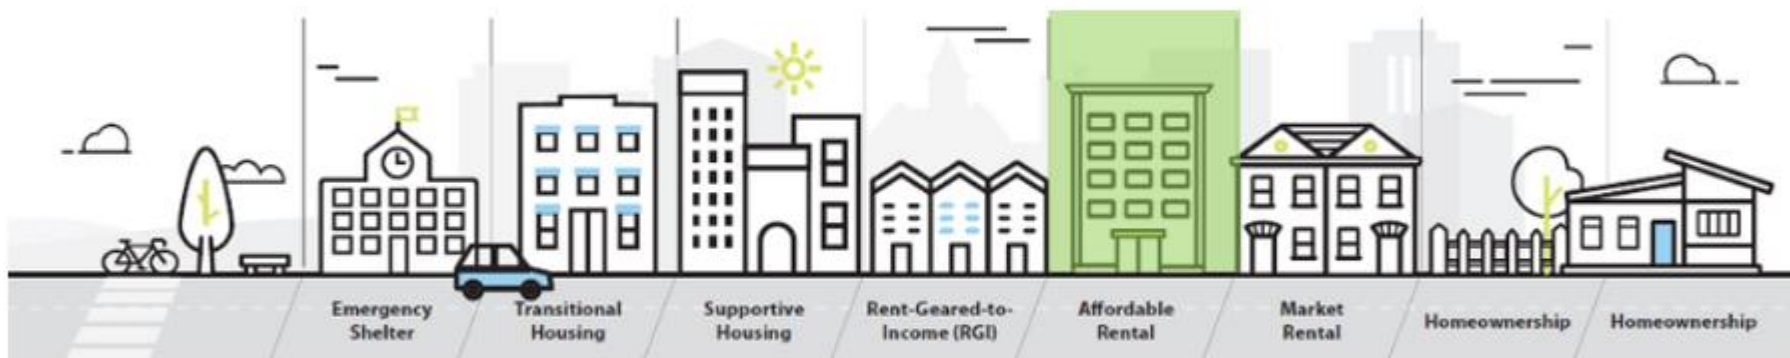 Emergency
Shelter
Transitional
Housing
Supportive
Housing
Rent-Geared-to-
Income (RGI)
Affordable
Rental
Market
Rental
Homeownership
Homeownership